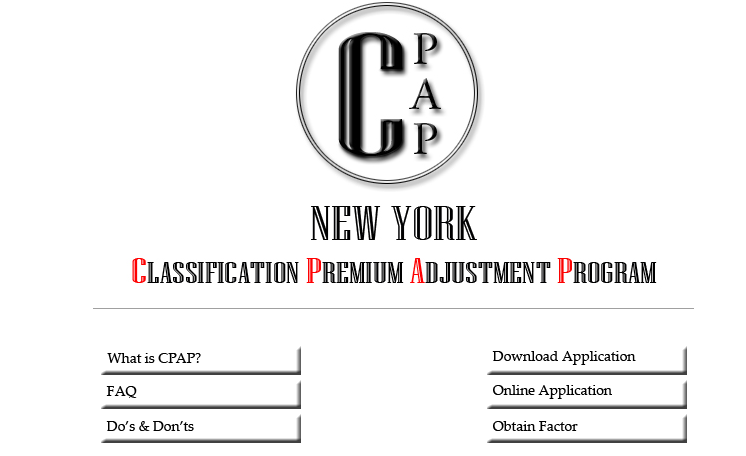 C P A P
NEW YORK
CLASSIFICATION PREMIUM ADJUSTMENT PROGRAM
What is CPAP?
Download Application
FAQ
Online Application
Do's & Don'ts
Obtain Factor